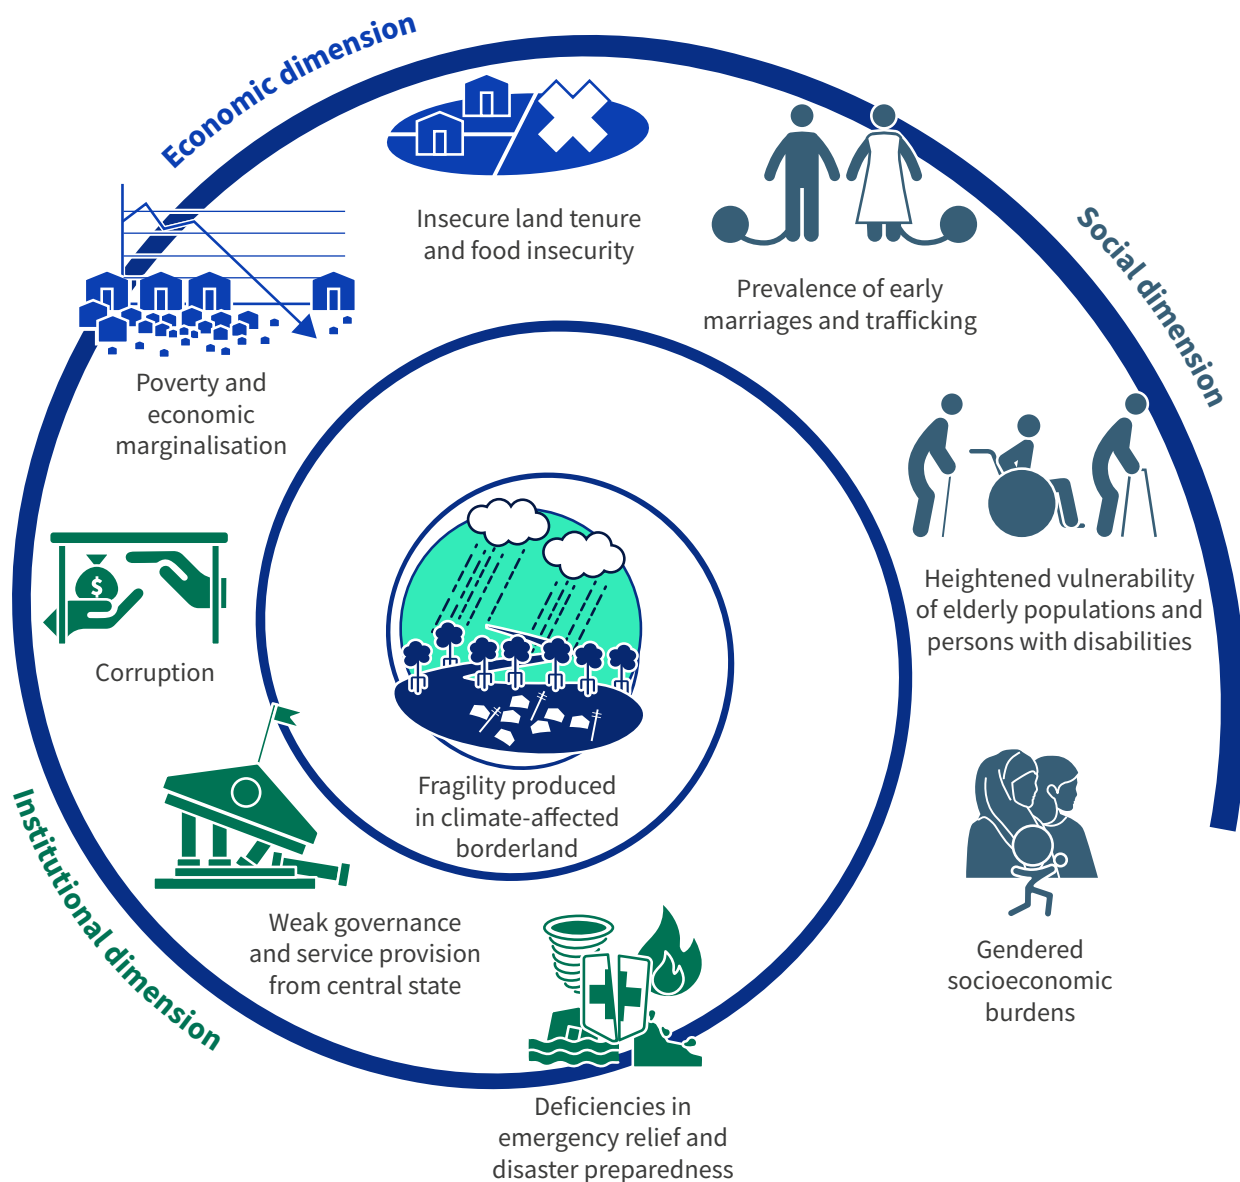 Economic dimension
Insecure land tenure
and food insecurity
Prevalence of early
marriages and trafficking
Social dimension
Poverty and
economic
marginalisation
Heightened vulnerability
of elderly populations and
persons with disabilities
$
Corruption
Fragility produced
in climate-affected
borderland
Institutional dimension
Weak governance
and service provision
from central state
Gendered
socioeconomic
burdens
Deficiencies in
emergency relief and
disaster preparedness